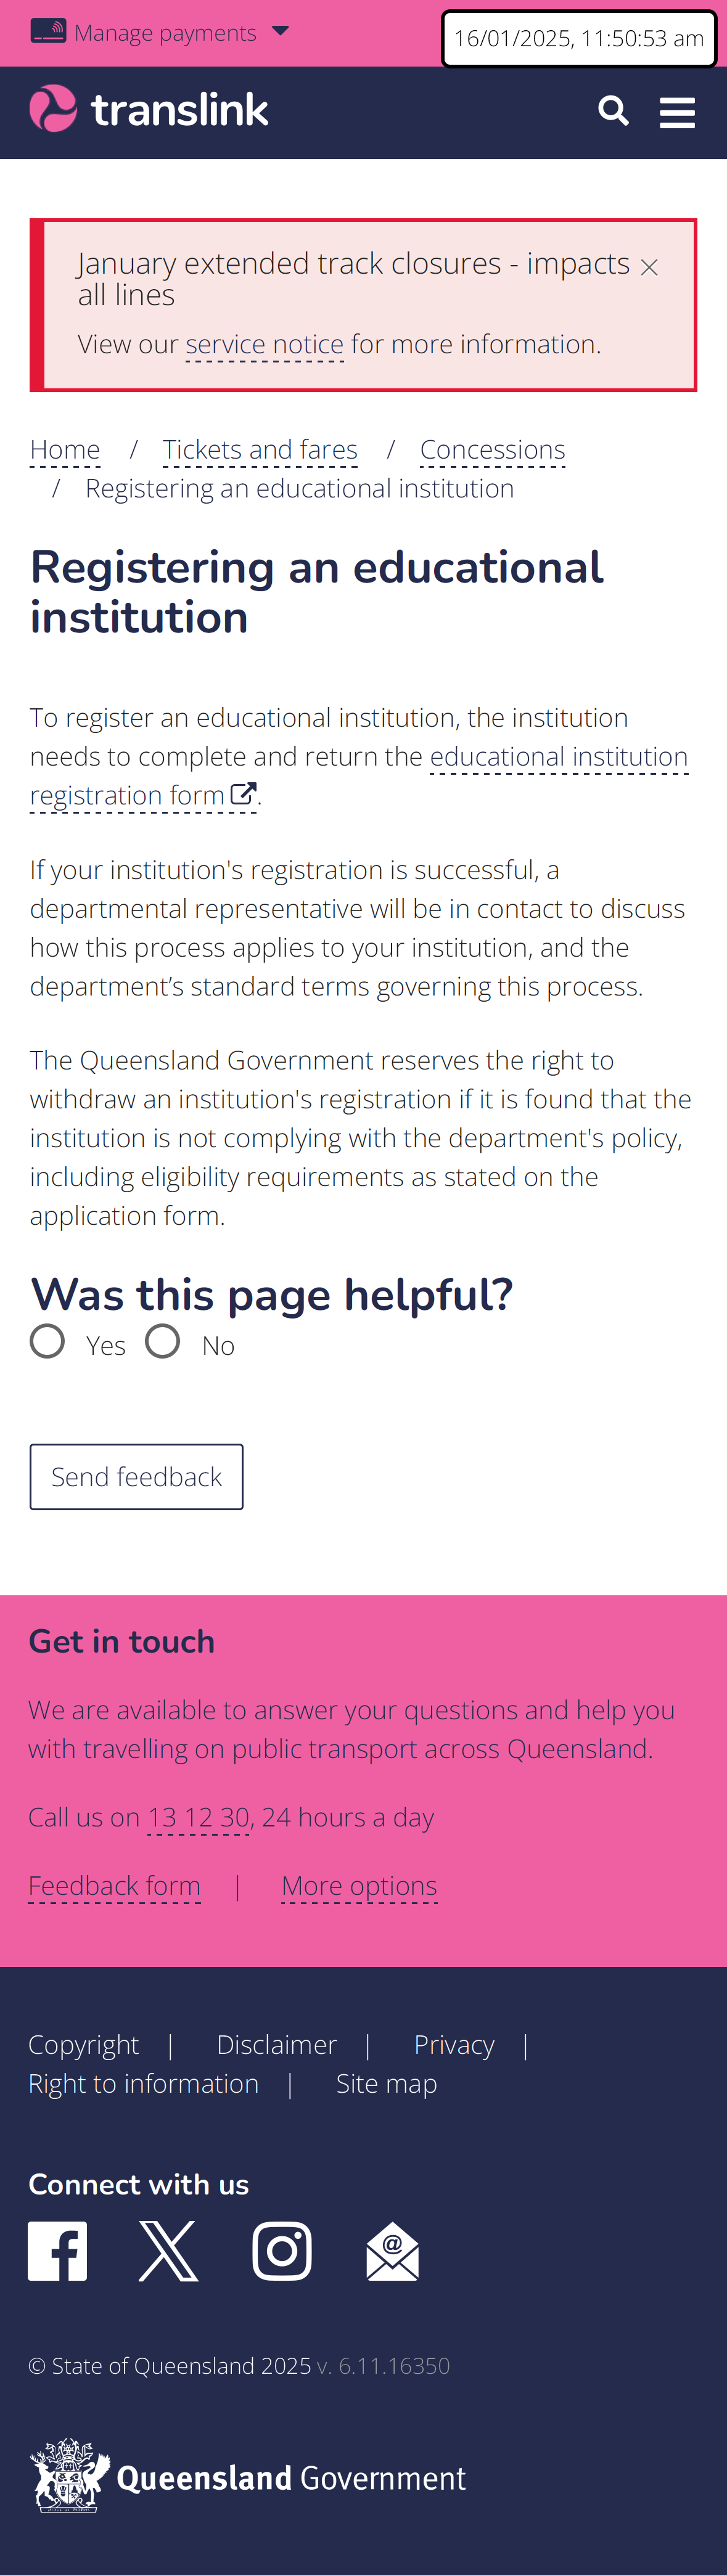 Manage payments
16/01/2025, 11:50:53 am
translink
January extended track closures - impacts
all lines
View our service notice for more information.
Home / Tickets and fares / Concessions
/ Registering an educational institution
Registering an educational
institution
To register an educational institution, the institution
needs to complete and return the educational institution
registration form.
If your institution's registration is successful, a
departmental representative will be in contact to discuss
how this process applies to your institution, and the
department’s standard terms governing this process.
The Queensland Government reserves the right to
withdraw an institution's registration if it is found that the
institution is not complying with the department's policy,
including eligibility requirements as stated on the
application form.
Was this page helpful?
Yes No
Send feedback
Get in touch
We are available to answer your questions and help you
with travelling on public transport across Queensland.
Call us on 13 12 30, 24 hours a day
Feedback form | More options
Copyright | Disclaimer | Privacy |
Right to information | Site map
Connect with us
© State of Queensland 2025 v. 6.11.16350
Queensland Government